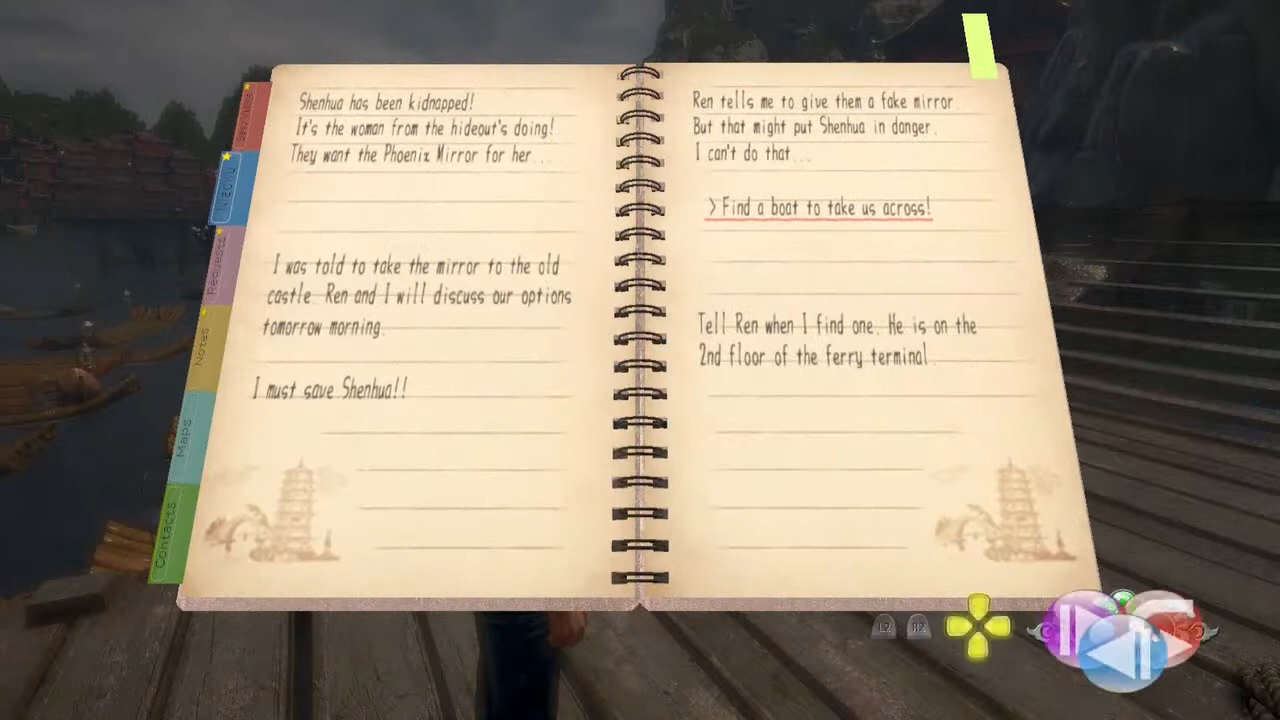 Shenhua has been kidnapped!
It's the woman from the hideout's doing!
They want the Phoenix Mirror for her...
I was told to take the mirror to the old
castle. Ren and I will discuss our options
tomorrow morning.
I must save Shenhua!!
Ren tells me to give them a fake mirror.
But that might put Shenhua in danger.
I can't do that...
>Find a boat to take us across!
Tell Ren when I find one. He is on the
2nd floor of the ferry terminal.
Requests
Notes
Maps
Contacts
L2
R2